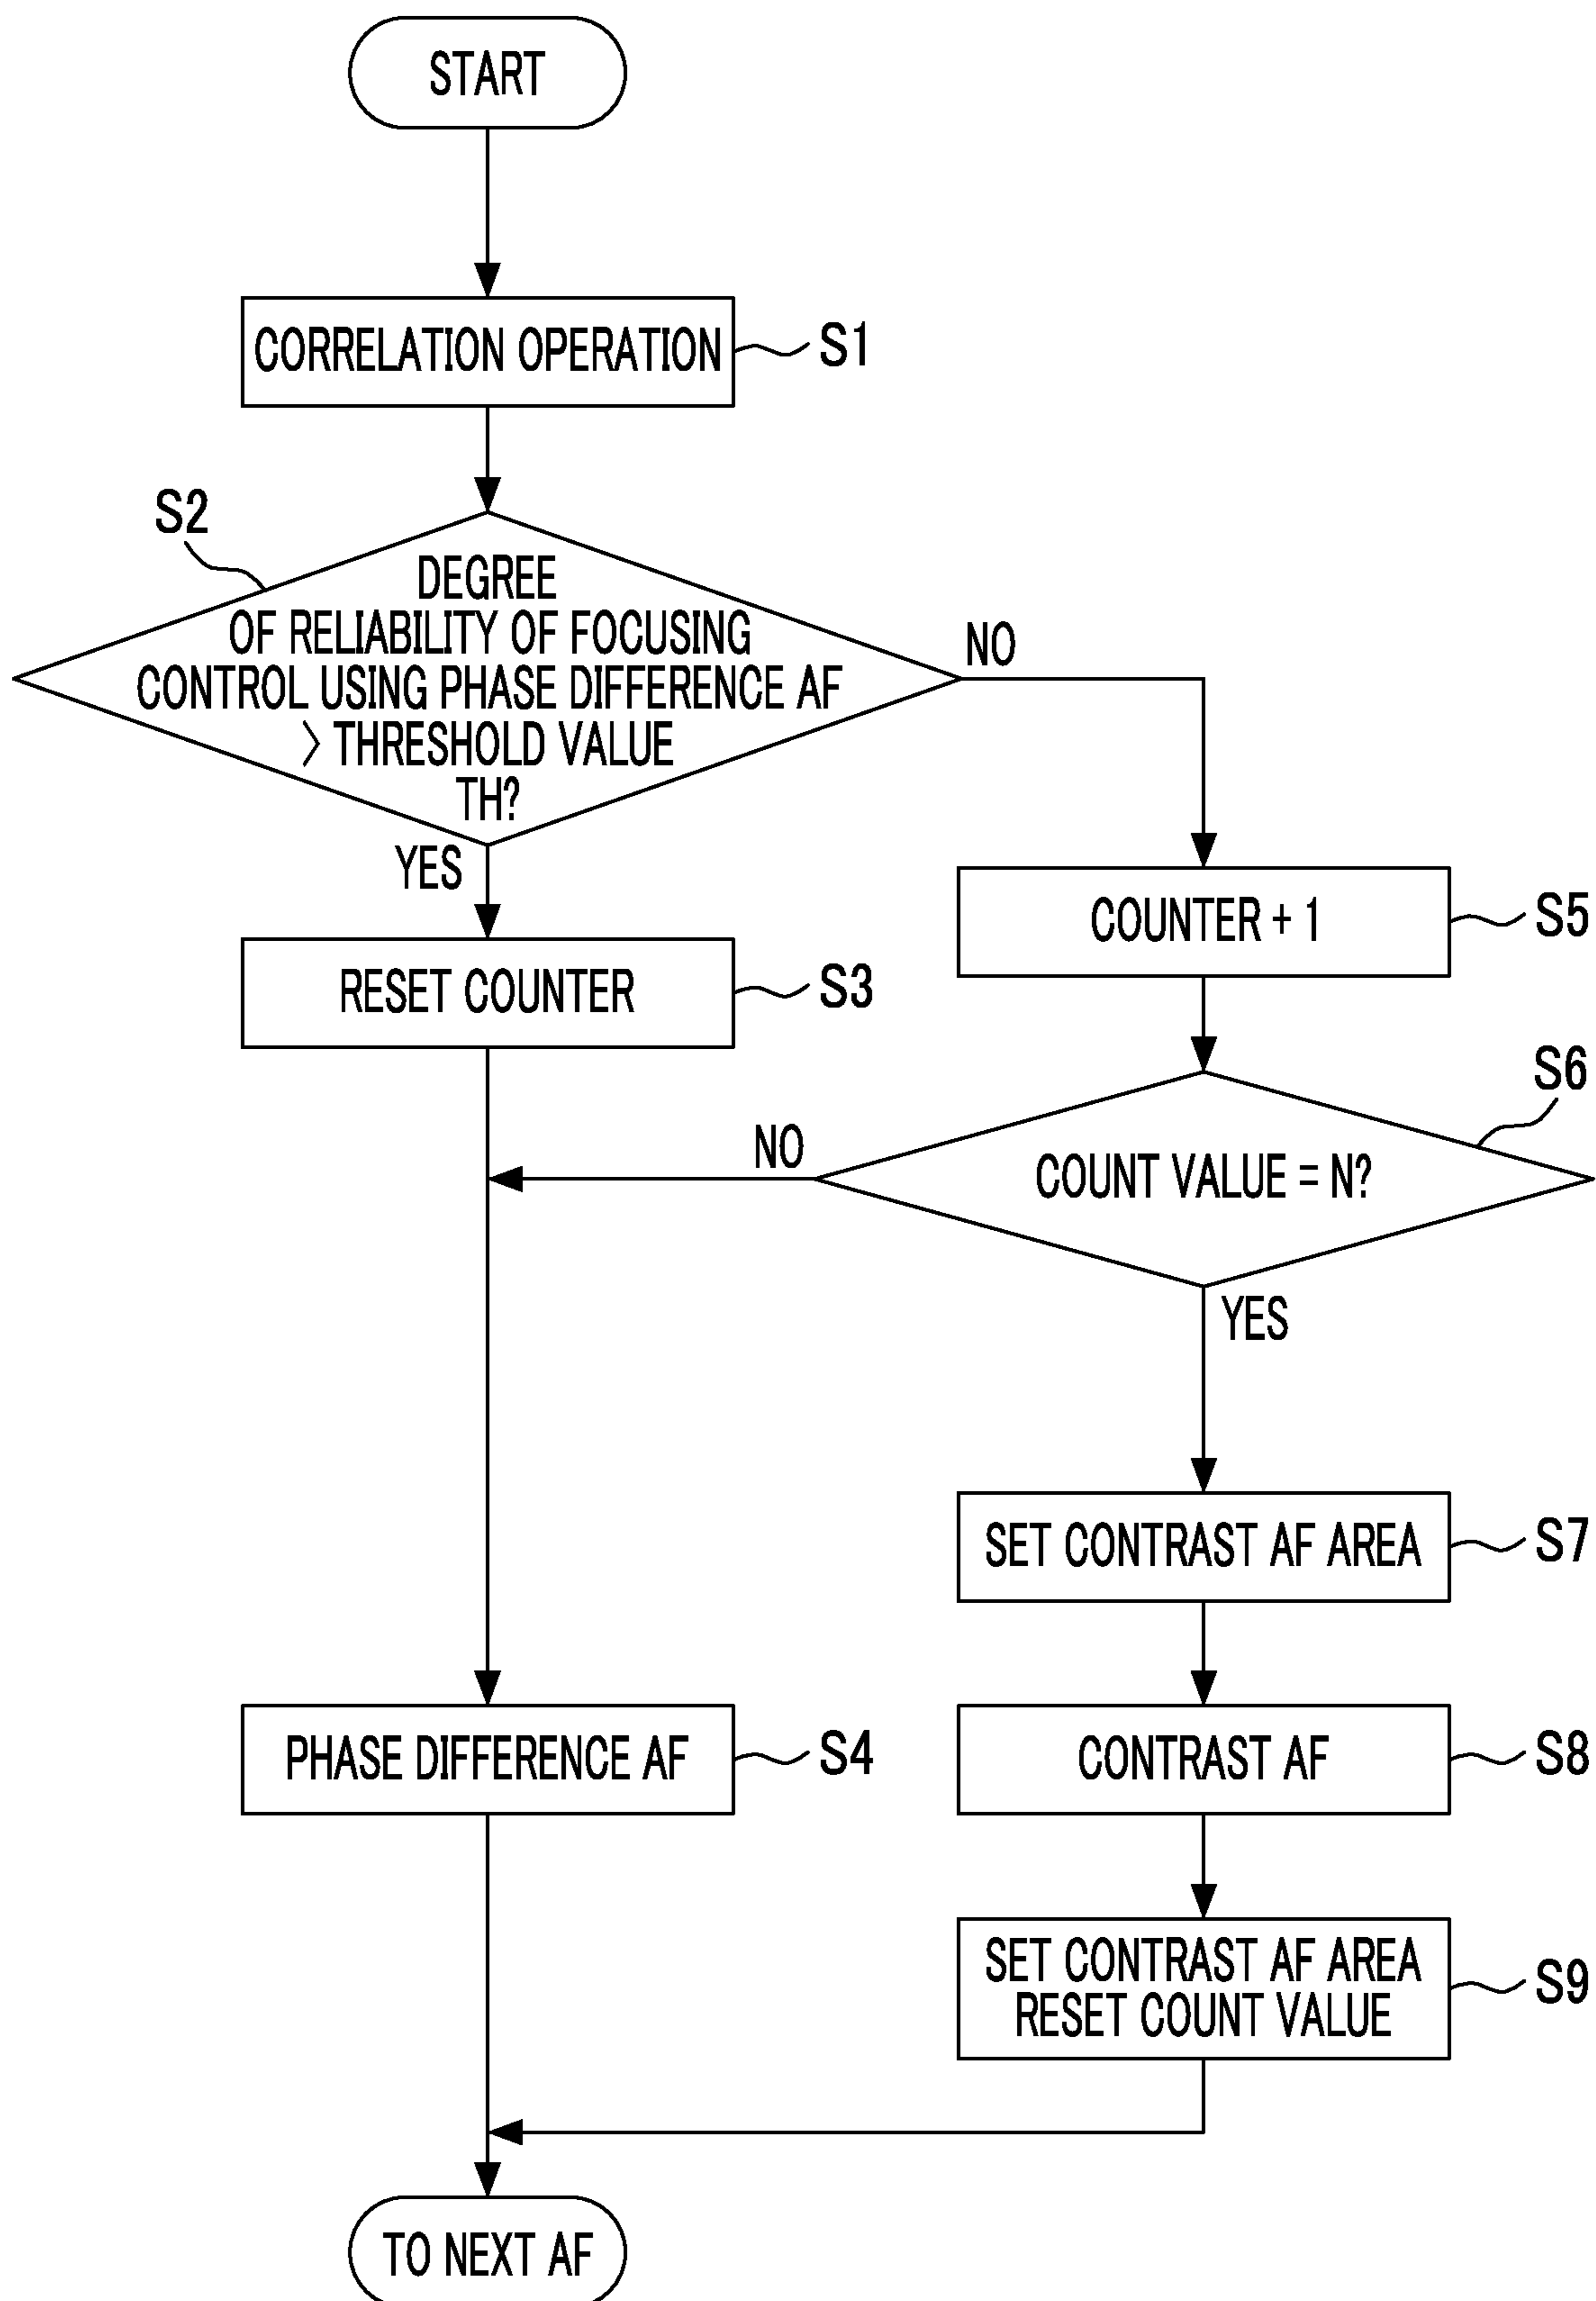 START
CORRELATION OPERATION
S1
S2
DEGREE
OF RELIABILITY OF FOCUSING
CONTROL USING PHASE DIFFERENCE AF
> THRESHOLD VALUE
TH?
NO
YES
COUNTER + 1
S5
RESET COUNTER
S3
S6
NO
COUNT VALUE = N?
YES
SET CONTRAST AF AREA
S7
PHASE DIFFERENCE AF
S4
CONTRAST AF
S8
SET CONTRAST AF AREA
RESET COUNT VALUE
S9
TO NEXT AF